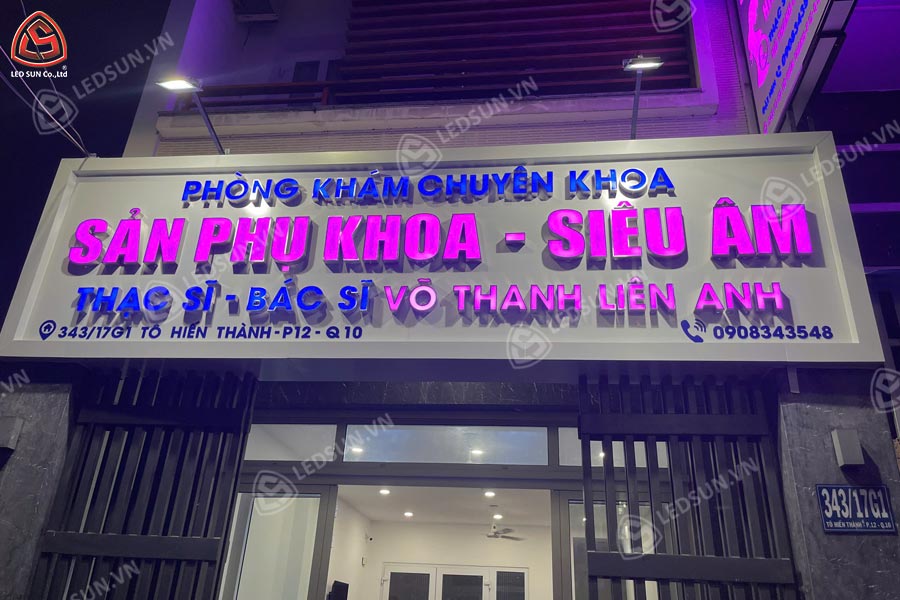 LED SUN Co.,Ltd
LEDSUN.VN
PHÒNG KHÁM CHUYÊN KHOA
SẢN PHỤ KHOA - SIÊU ÂM
THẠC SĨ - BÁC SĨ VÕ THANH LIÊN ANH
343/17G1 TÔ HIẾN THÀNH - P12 - Q10
0908343548
343/17G1
TÔ HIẾN THÀNH - P.12 - Q.10